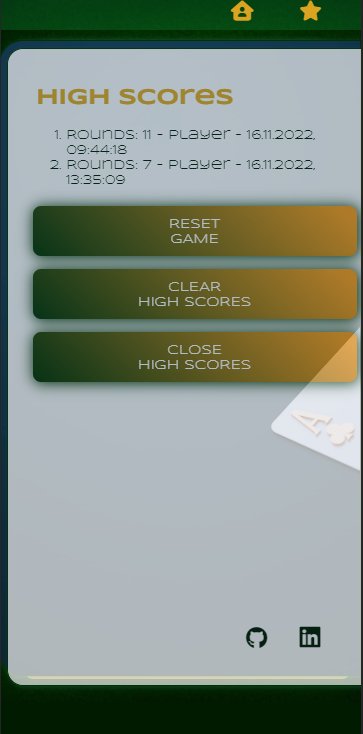 HIGH SCORES
1. Rounds: 11 - Player - 16.11.2022,
09:44:18
2. Rounds: 7 - Player - 16.11.2022,
13:35:09
RESET
GAME
CLEAR
HIGH SCORES
CLOSE
HIGH SCORES
A
in